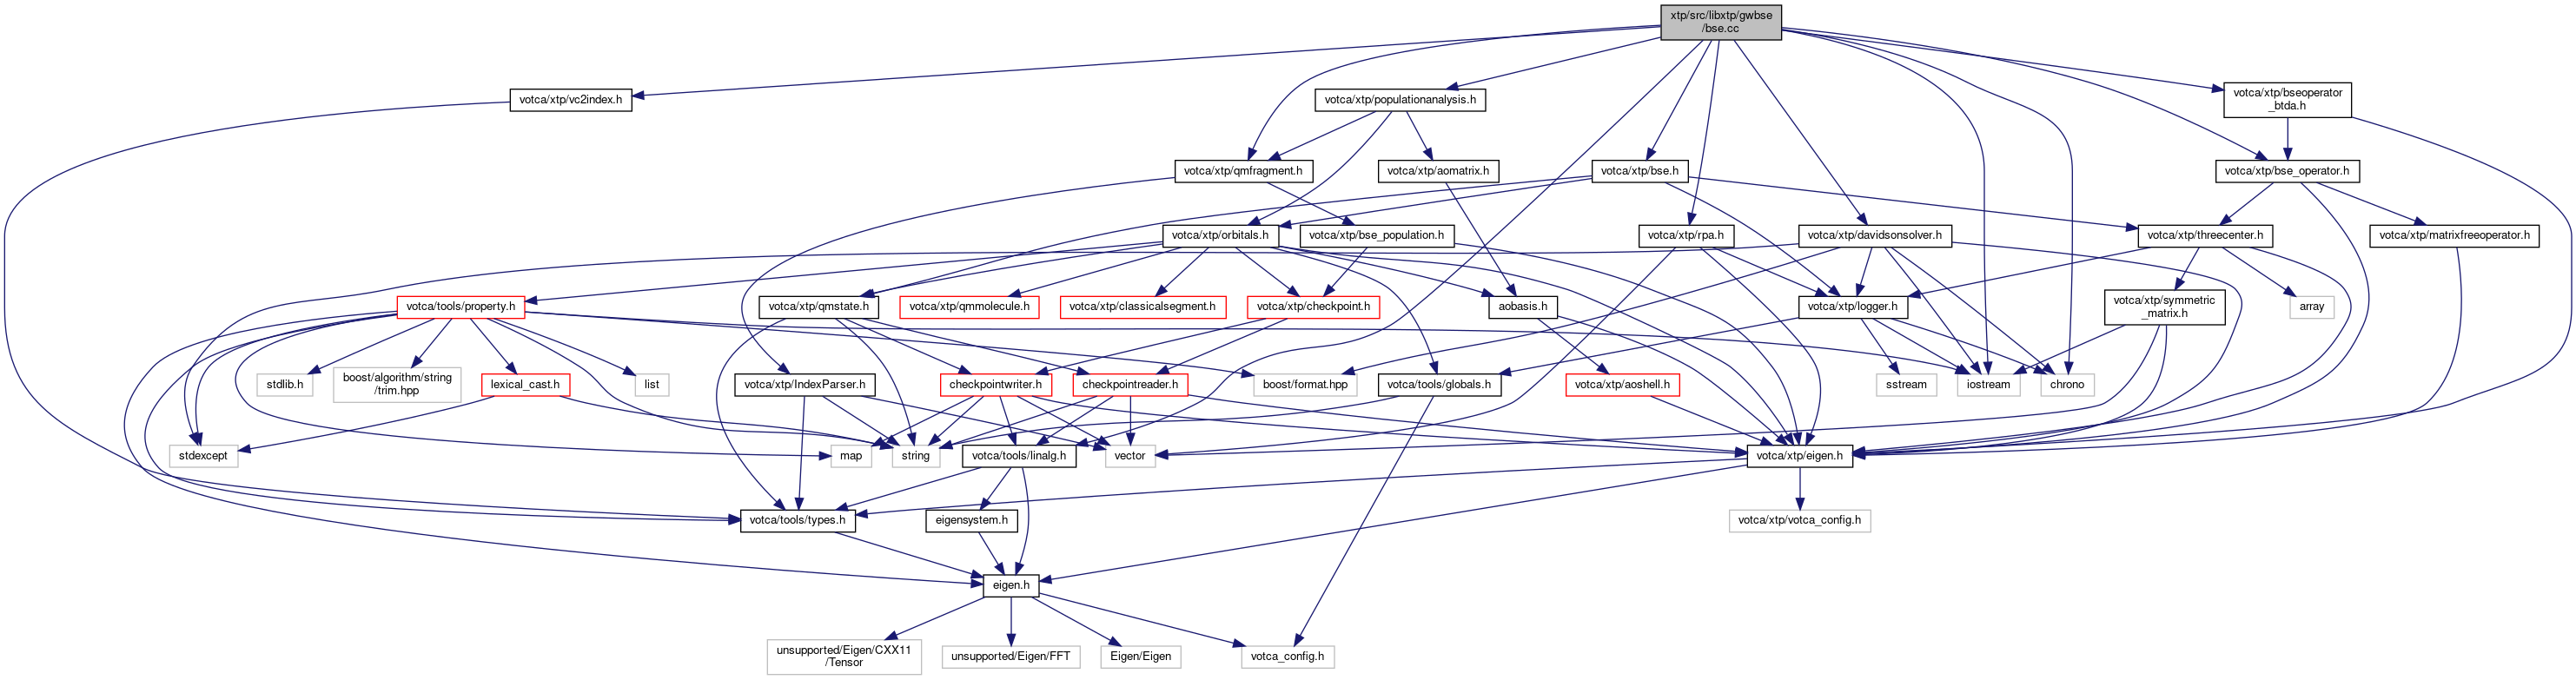 xtp/src/libxtp/gwbse
/bse.cc
votca/xtp/vc2index.h
votca/xtp/populationanalysis.h
votca/xtp/bseoperator
_btda.h
votca/xtp/qmfragment.h
votca/xtp/aomatrix.h
votca/xtp/bse.h
votca/xtp/bse_operator.h
votca/xtp/orbitals.h
votca/xtp/bse_population.h
votca/xtp/rpa.h
votca/xtp/davidsonsolver.h
votca/xtp/threecenter.h
votca/xtp/matrixfreeoperator.h
votca/tools/property.h
votca/xtp/qmstate.h
votca/xtp/qmmolecule.h
votca/xtp/classicalsegment.h
votca/xtp/checkpoint.h
aobasis.h
votca/xtp/logger.h
votca/xtp/symmetric
_matrix.h
array
stdlib.h
boost/algorithm/string
/trim.hpp
lexical_cast.h
list
votca/xtp/IndexParser.h
checkpointwriter.h
checkpointreader.h
boost/format.hpp
votca/tools/globals.h
votca/xtp/aoshell.h
sstream
iostream
chrono
stdexcept
map
string
votca/tools/linalg.h
vector
votca/xtp/eigen.h
votca/tools/types.h
eigensystem.h
votca/xtp/votca_config.h
eigen.h
unsupported/Eigen/CXX11
/Tensor
unsupported/Eigen/FFT
Eigen/Eigen
votca_config.h